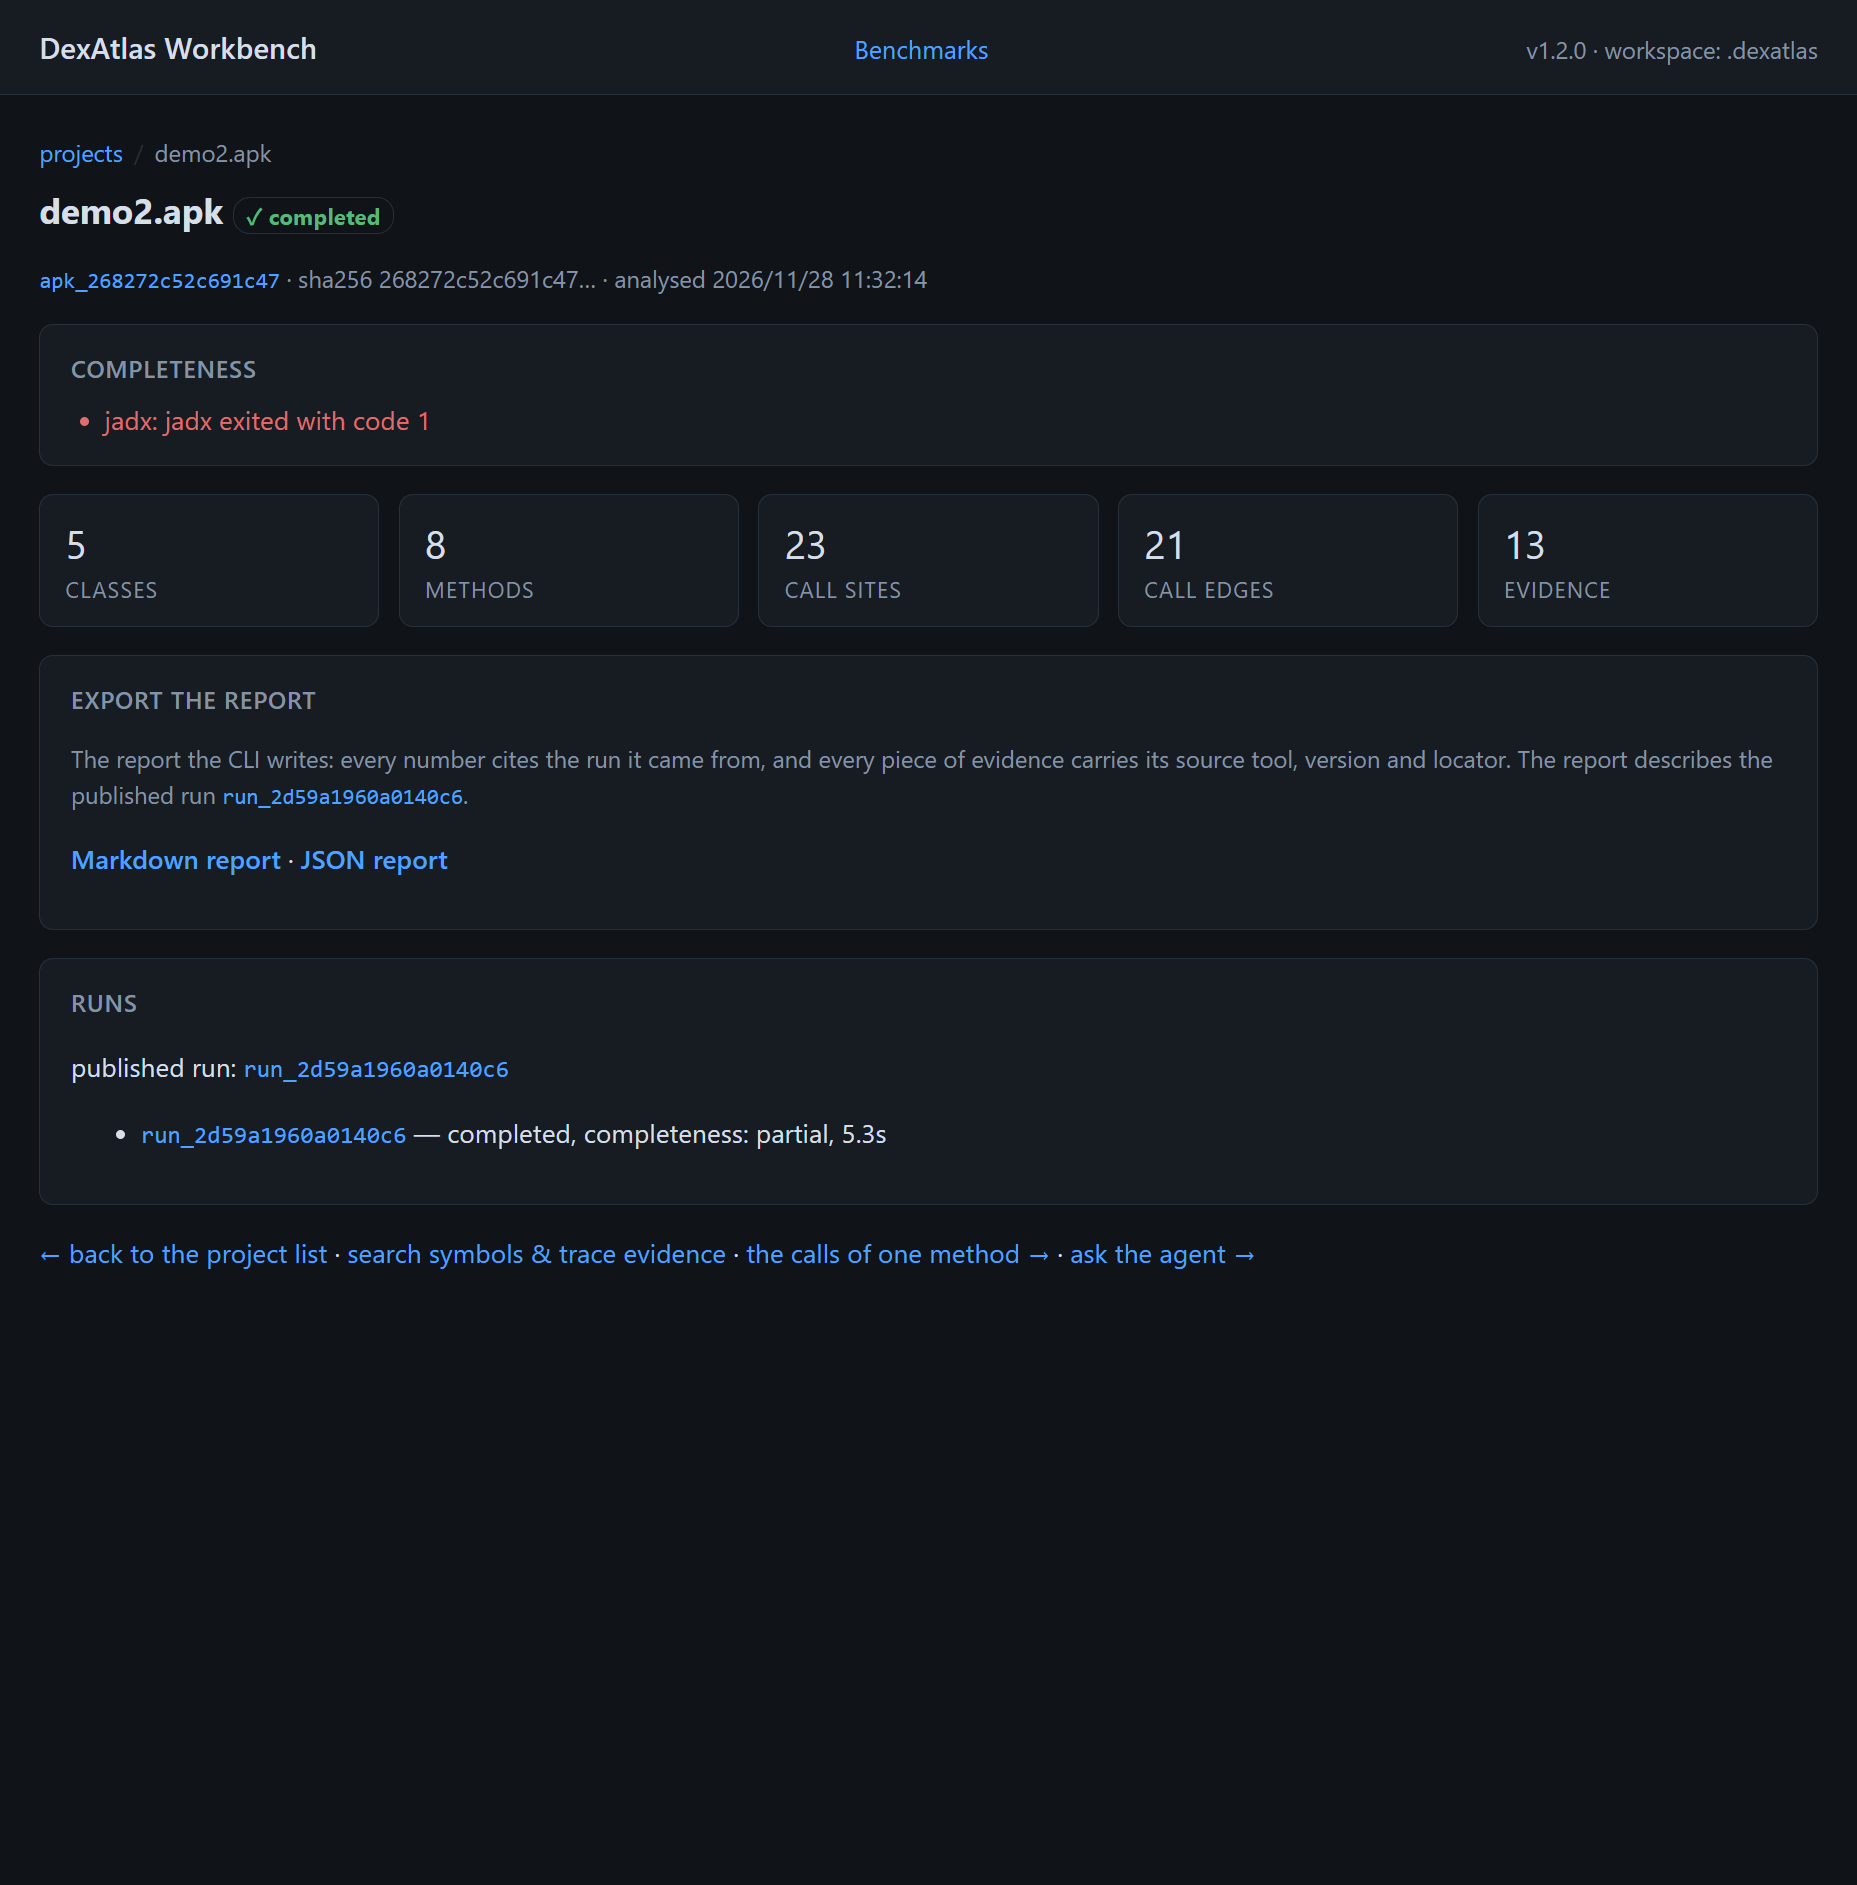 DexAtlas Workbench
Benchmarks
v1.2.0 · workspace: .dexatlas
projects / demo2.apk
demo2.apk ✓ completed
apk_268272c52c691c47 · sha256 268272c52c691c47… · analysed 2026/11/28 11:32:14
COMPLETENESS
• jadx: jadx exited with code 1
5
CLASSES
8
METHODS
23
CALL SITES
21
CALL EDGES
13
EVIDENCE
EXPORT THE REPORT
The report the CLI writes: every number cites the run it came from, and every piece of evidence carries its source tool, version and locator. The report describes the
published run run_2d59a1960a0140c6.
Markdown report · JSON report
RUNS
published run: run_2d59a1960a0140c6
• run_2d59a1960a0140c6 — completed, completeness: partial, 5.3s
← back to the project list · search symbols & trace evidence · the calls of one method → · ask the agent →